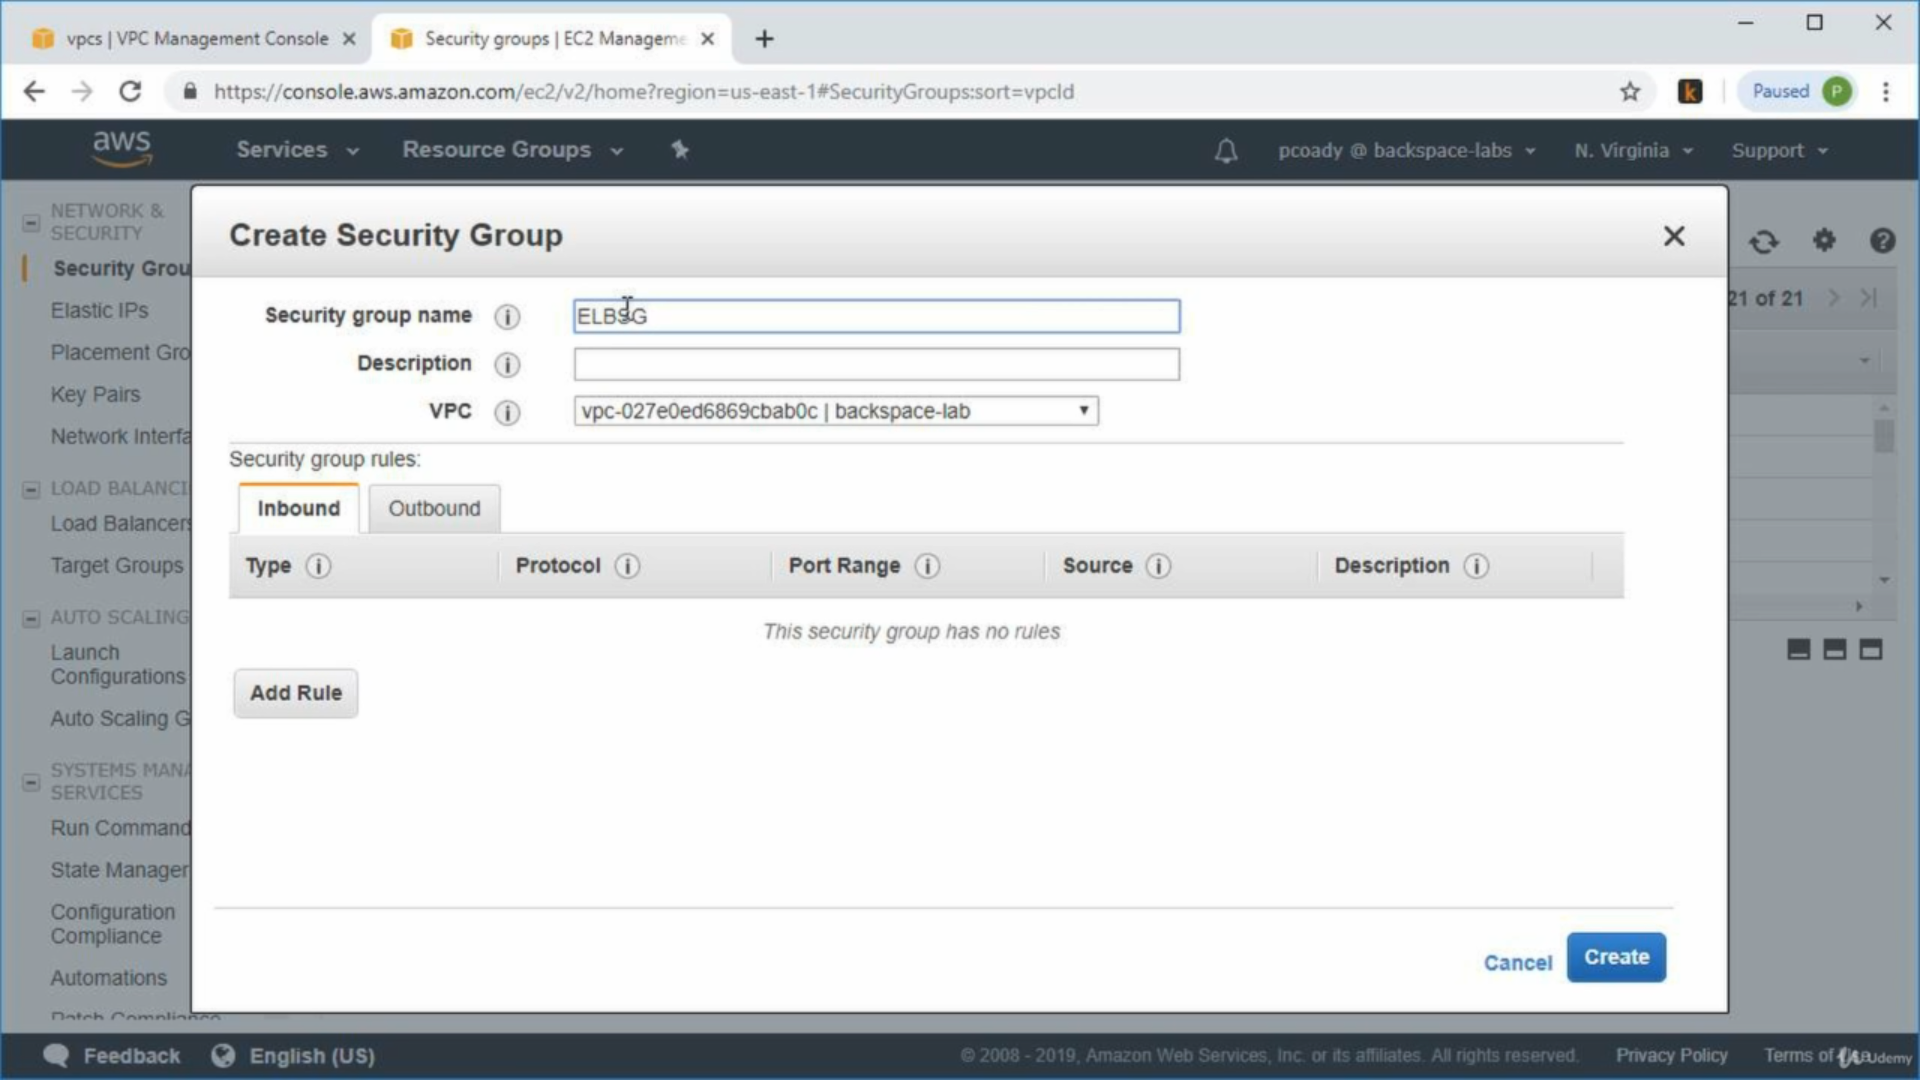 vpcs | VPC Management Console
Security groups | EC2 Manageme
https://console.aws.amazon.com/ec2/v2/home?region=us-east-1#SecurityGroups:sort=vpcId
k
Paused
P
aws
Services
Resource Groups
pcoady @ backspace-labs
N. Virginia
Support
NETWORK &
SECURITY
Security Grou
Elastic IPs
Placement Gro
Key Pairs
Network Interfa
LOAD BALANCI
Load Balancers
Target Groups
AUTO SCALING
Launch
Configurations
Auto Scaling G
SYSTEMS MANA
SERVICES
Run Command
State Manager
Configuration
Compliance
Automations
Patch Compliance
21 of 21
Create Security Group
Security group name
ELBSG
Description
VPC
vpc-027e0ed6869cbab0c | backspace-lab
Security group rules:
Inbound
Outbound
Type
Protocol
Port Range
Source
Description
This security group has no rules
Add Rule
Cancel
Create
Feedback
English (US)
© 2008 - 2019, Amazon Web Services, Inc. or its affiliates. All rights reserved.
Privacy Policy
Terms of Use
Udemy